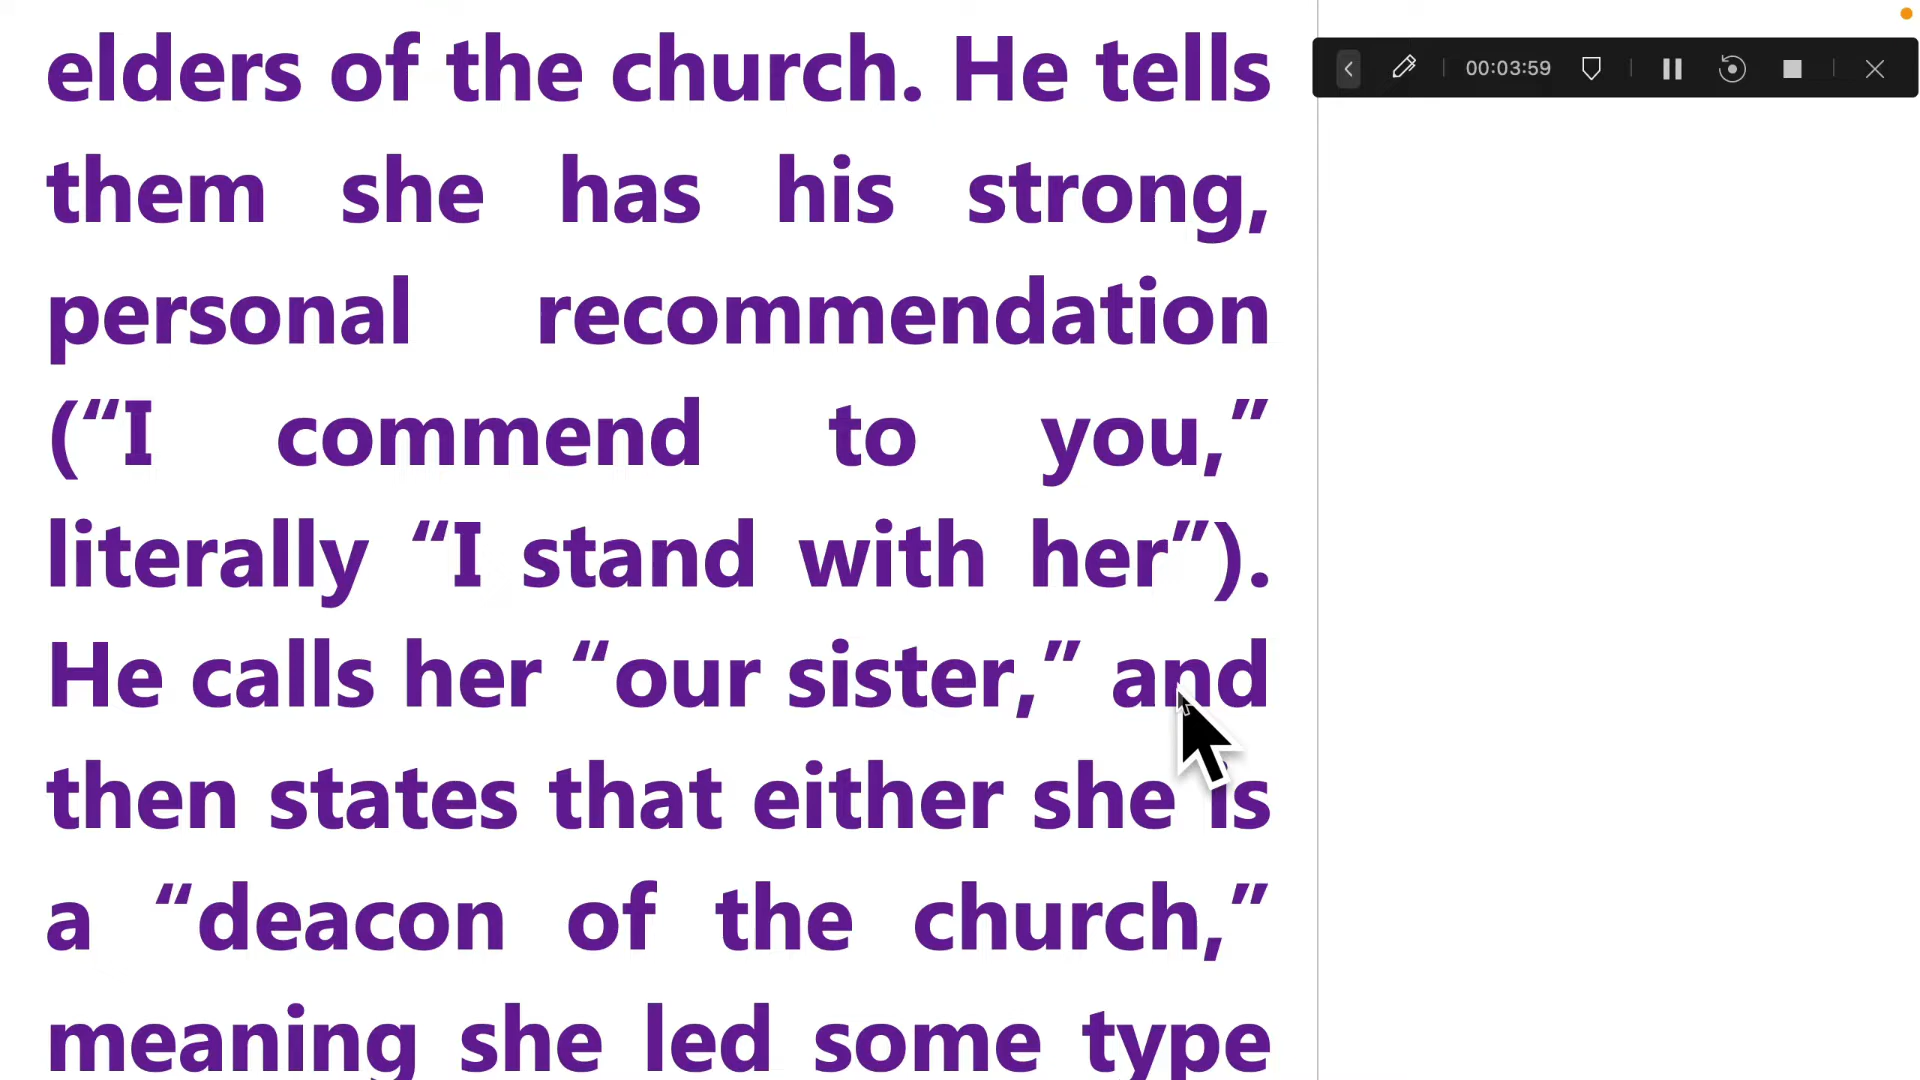 elders of the church. He tells
them she has his strong,
personal recommendation
(“I commend to you,”
literally “I stand with her”).
He calls her “our sister,” and
then states that either she is
a “deacon of the church,”
meaning she led some type
00:03:59